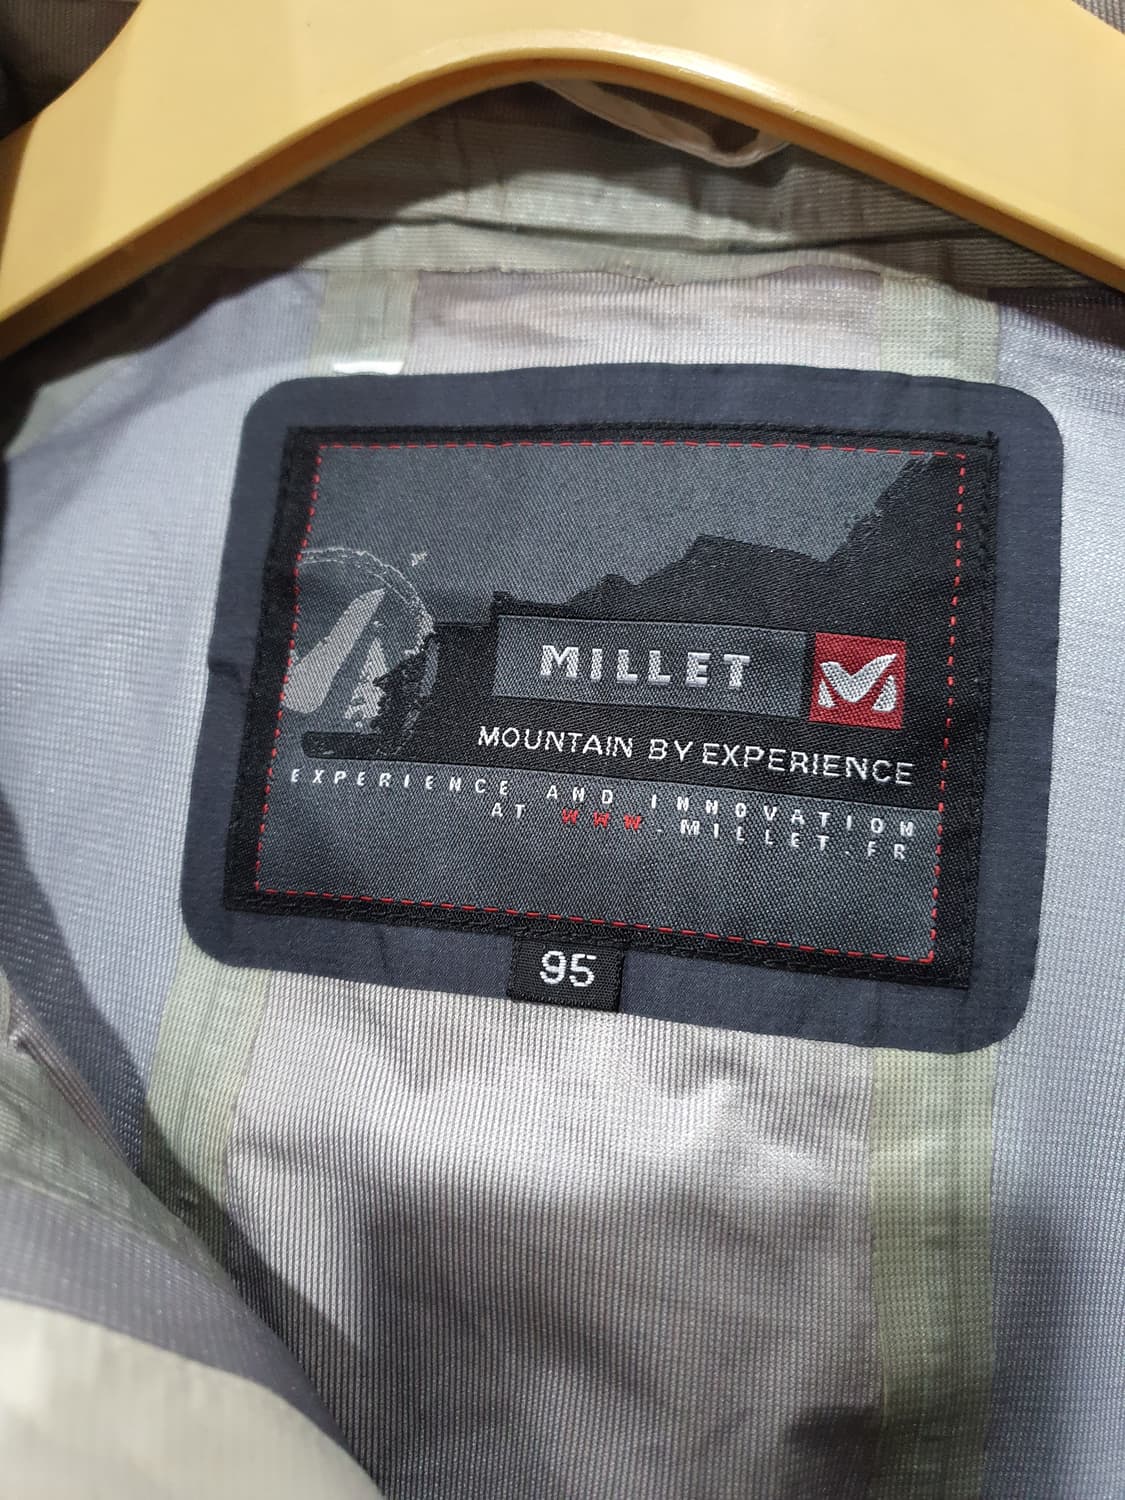 MILLET
MOUNTAIN BY EXPERIENCE
EXPERIENCE AND INNOVATION
AT WWW.MILLET.FR
95